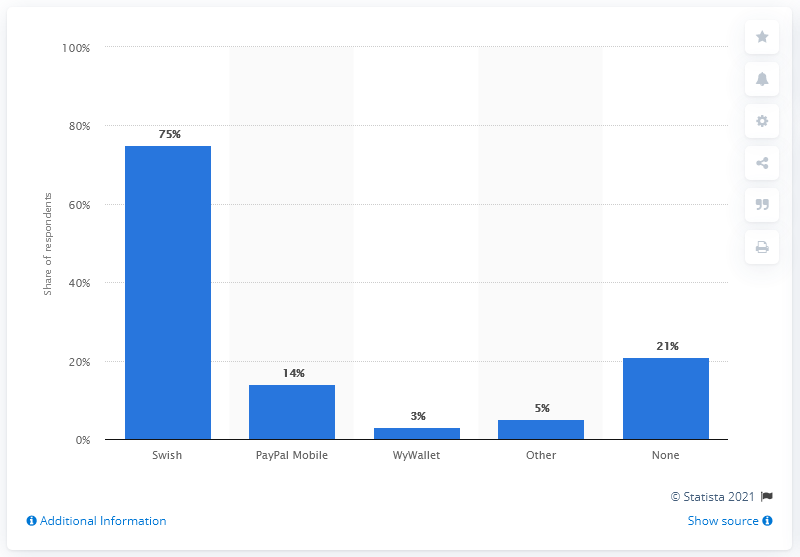 100%
80%
60%
40%
20%
0%
Share of respondents
75%
14%
3%
5%
21%
Swish
PayPal Mobile
WyWallet
Other
None
© Statista 2021
Additional Information
Show source